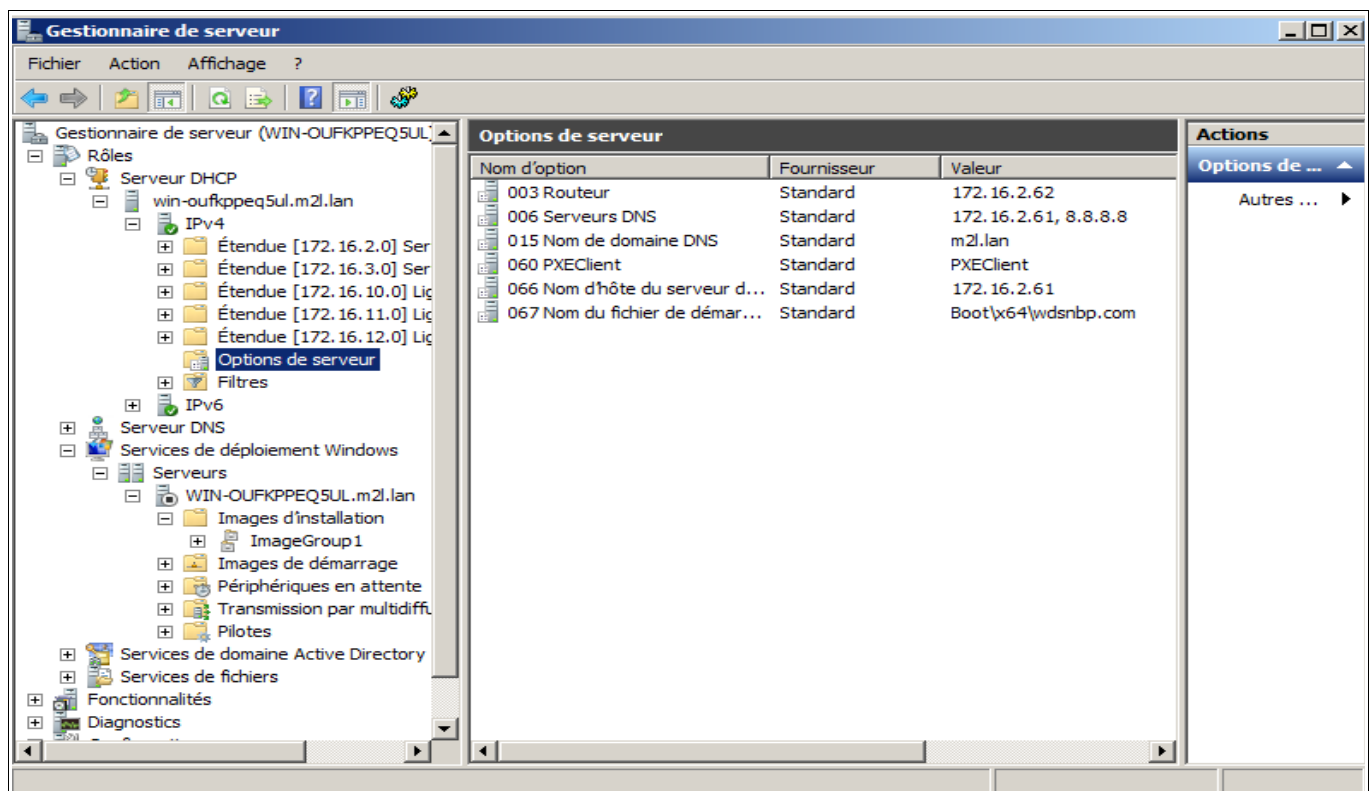 Gestionnaire de serveur
Fichier Action Affichage ?
Gestionnaire de serveur (WIN-OUFKPPEQ5UL
Rôles
Serveur DHCP
win-oufkppeq5ul.m2l.lan
IPv4
Étendue [172.16.2.0] Ser
Étendue [172.16.3.0] Ser
Étendue [172.16.10.0] Lig
Étendue [172.16.11.0] Lig
Étendue [172.16.12.0] Lig
Options de serveur
Filtres
IPv6
Serveur DNS
Services de déploiement Windows
Serveurs
WIN-OUFKPPEQ5UL.m2l.lan
Images d'installation
ImageGroup1
Images de démarrage
Périphériques en attente
Transmission par multidiffu
Pilotes
Services de domaine Active Directory
Services de fichiers
Fonctionnalités
Diagnostics
Options de serveur
Nom d'option Fournisseur Valeur
003 Routeur Standard 172.16.2.62
006 Serveurs DNS Standard 172.16.2.61, 8.8.8.8
015 Nom de domaine DNS Standard m2l.lan
060 PXEClient Standard PXEClient
066 Nom d'hôte du serveur d... Standard 172.16.2.61
067 Nom du fichier de démar... Standard Boot\x64\wdsnbp.com
Actions
Options de ...
Autres ...